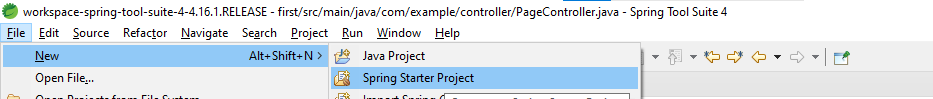 workspace-spring-tool-suite-4-4.16.1.RELEASE - first/src/main/java/com/example/controller/PageController.java - Spring Tool Suite 4
File Edit Source Refactor Navigate Search Project Run Window Help
New Alt+Shift+N > Java Project
Open File... Spring Starter Project